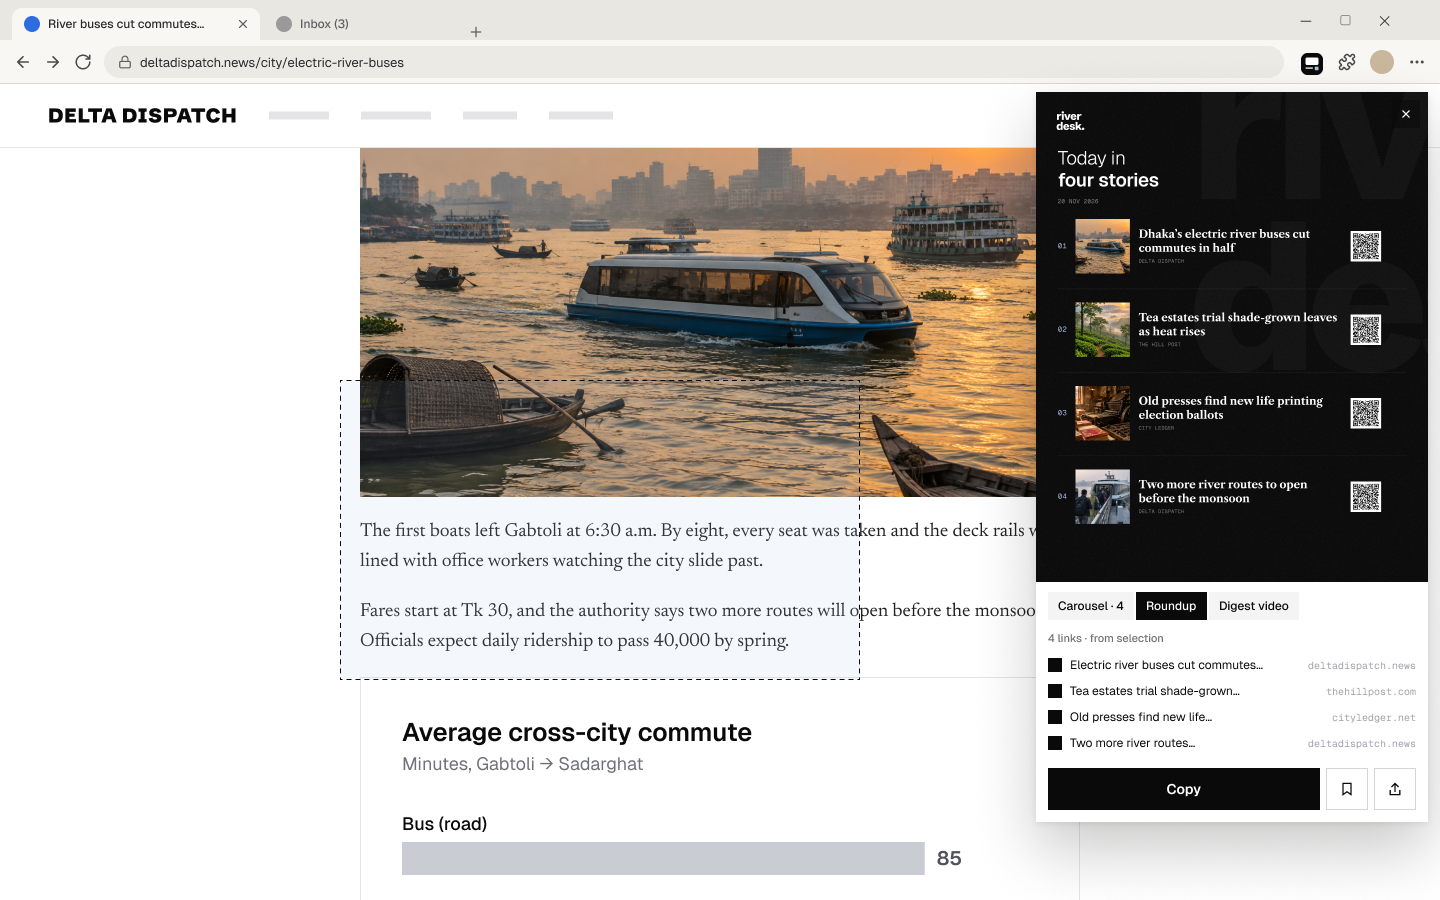 River buses cut commutes...
Inbox (3)
deltadispatch.news/city/electric-river-buses
DELTA DISPATCH
The first boats left Gabtoli at 6:30 a.m. By eight, every seat was taken and the deck rails
lined with office workers watching the city slide past.
Fares start at Tk 30, and the authority says two more routes will open before the
Officials expect daily ridership to pass 40,000 by spring.
Average cross-city commute
Minutes, Gabtoli → Sadarghat
Bus (road)
85
river
desk.
Today in
four stories
20 NOV 2026
01
Dhaka's electric river buses cut
commutes in half
DELTA DISPATCH
02
Tea estates trial shade-grown leaves
as heat rises
THE HILL POST
03
Old presses find new life printing
election ballots
CITY LEDGER
04
Two more river routes to open
before the monsoon
DELTA DISPATCH
Carousel · 4
Roundup
Digest video
4 links · from selection
Electric river buses cut commutes... deltadispatch.news
Tea estates trial shade-grown... thehillpost.com
Old presses find new life... cityledger.net
Two more river routes... deltadispatch.news
Copy